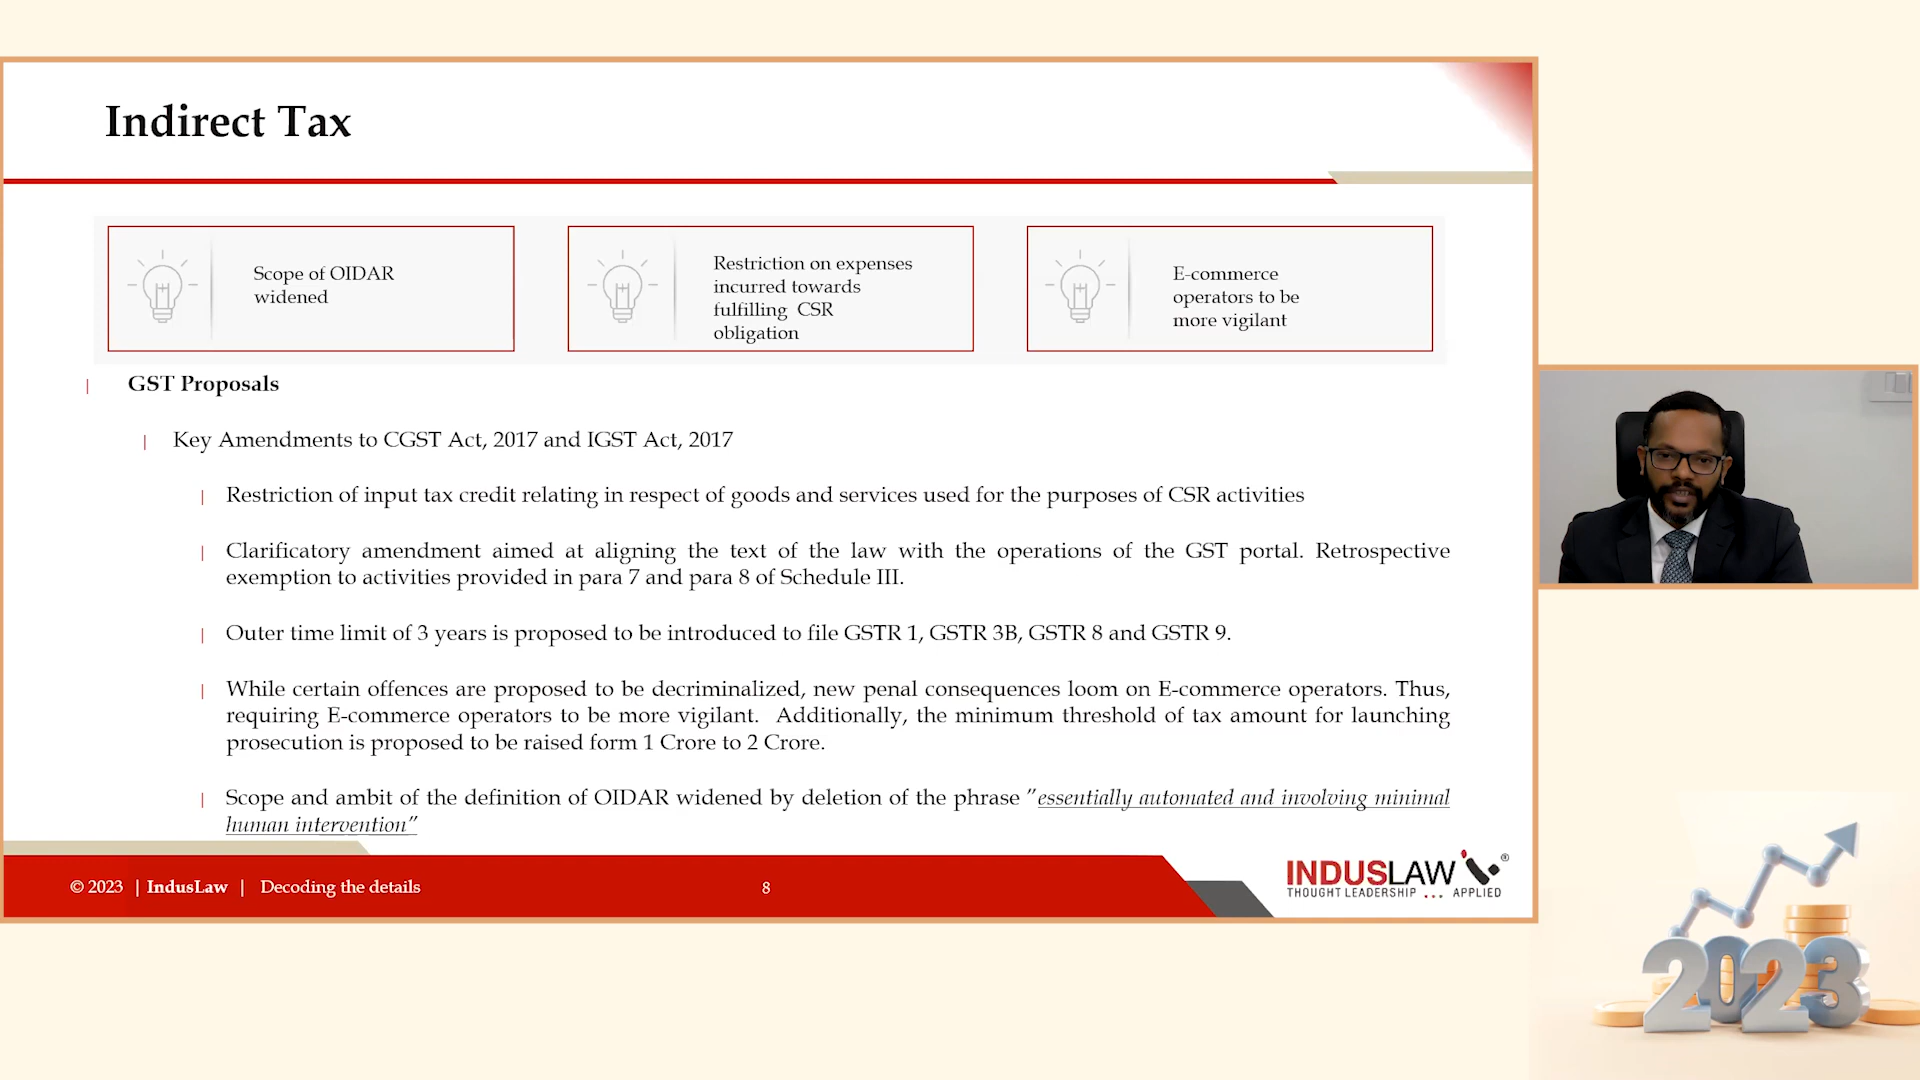 Indirect Tax
Scope of OIDAR
widened
Restriction on expenses
incurred towards
fulfilling CSR
obligation
E-commerce
operators to be
more vigilant
GST Proposals
Key Amendments to CGST Act, 2017 and IGST Act, 2017
Restriction of input tax credit relating in respect of goods and services used for the purposes of CSR activities
Clarificatory amendment aimed at aligning the text of the law with the operations of the GST portal. Retrospective
exemption to activities provided in para 7 and para 8 of Schedule III.
Outer time limit of 3 years is proposed to be introduced to file GSTR 1, GSTR 3B, GSTR 8 and GSTR 9.
While certain offences are proposed to be decriminalized, new penal consequences loom on E-commerce operators. Thus,
requiring E-commerce operators to be more vigilant. Additionally, the minimum threshold of tax amount for launching
prosecution is proposed to be raised form 1 Crore to 2 Crore.
Scope and ambit of the definition of OIDAR widened by deletion of the phrase "essentially automated and involving minimal
human intervention"
© 2023 | IndusLaw | Decoding the details
8
INDUSLAW ®
THOUGHT LEADERSHIP ... APPLIED
2023